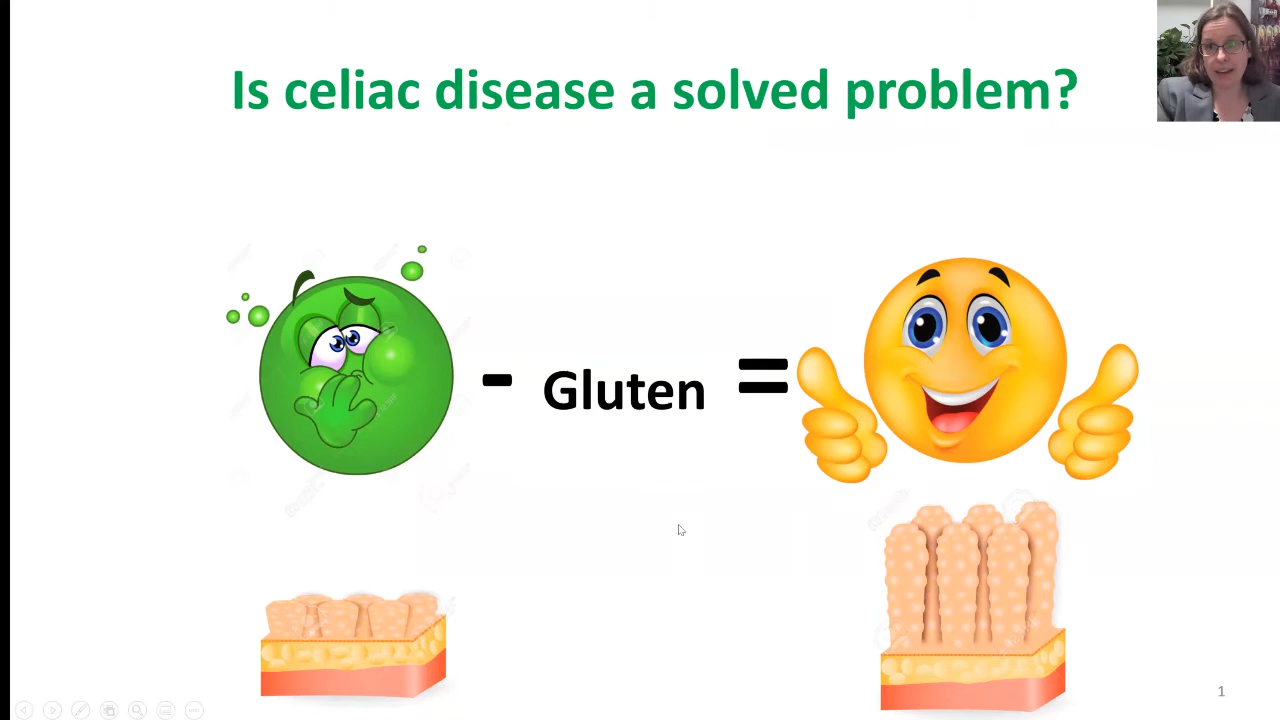 Is celiac disease a solved problem?
- Gluten =
1